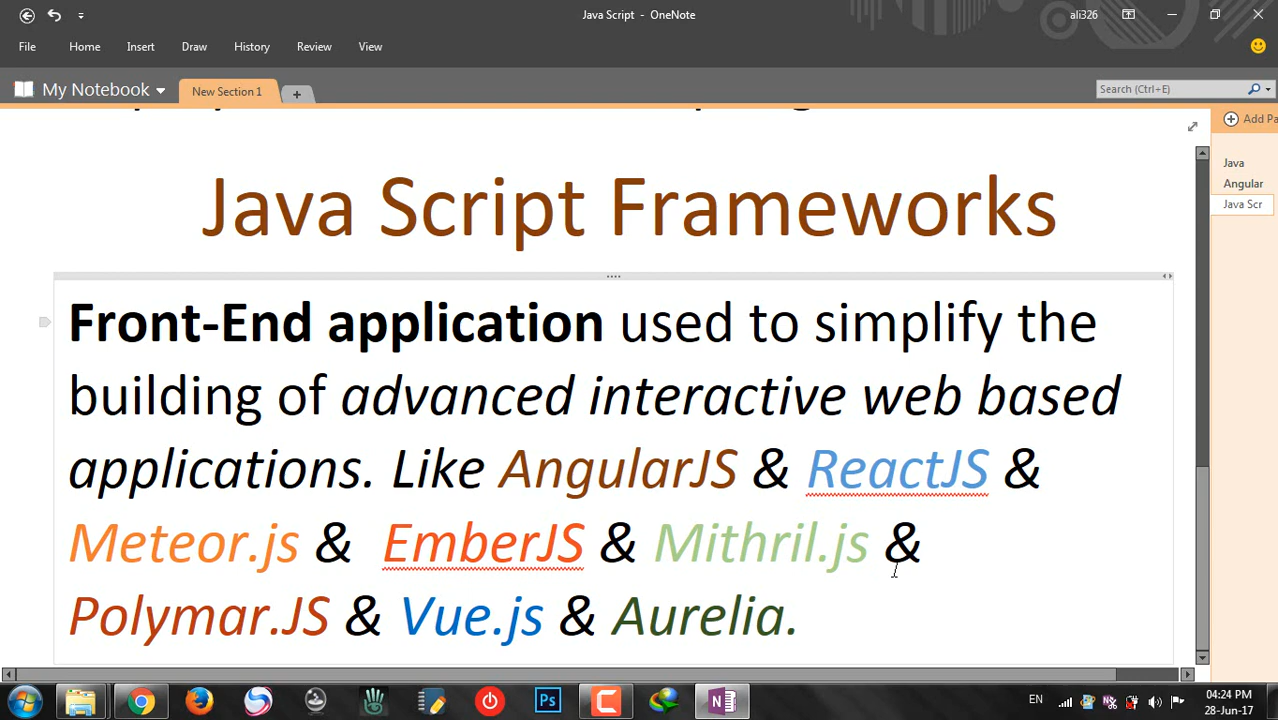 Java Script - OneNote
ali326
File Home Insert Draw History Review View
My Notebook
New Section 1
+
Search (Ctrl+E)
Add Pa
Java Script Frameworks
Java
Angular
Java Scr
Front-End application used to simplify the
building of advanced interactive web based
applications. Like AngularJS & ReactJS &
Meteor.js & EmberJS & Mithril.js &
Polymar.JS & Vue.js & Aurelia.
Ps
N
EN
04:24 PM
28-Jun-17